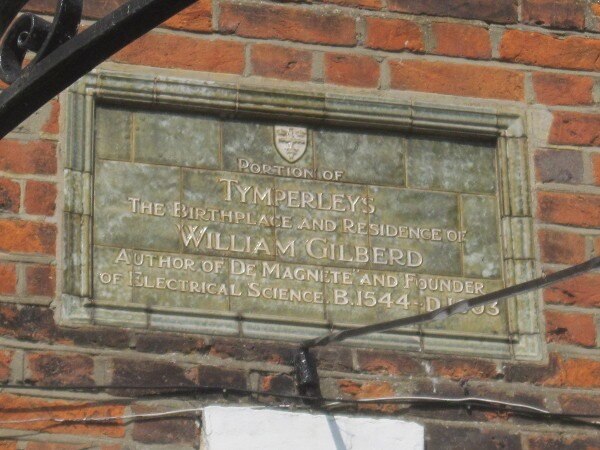 PORTION OF
TYMPERLEYS
THE BIRTHPLACE AND RESIDENCE OF
WILLIAM GILBERD
AUTHOR OF "DE MAGNETE" AND FOUNDER
OF ELECTRICAL SCIENCE. B. 1544 - D. 1603